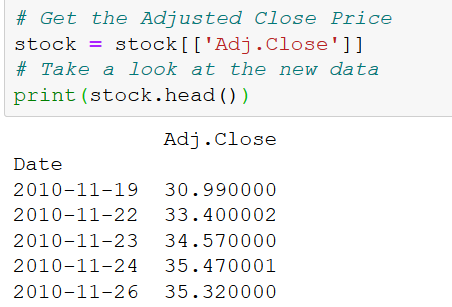 # Get the Adjusted Close Price
stock = stock[['Adj.Close']]
# Take a look at the new data
print(stock.head())
Adj.Close
Date
2010-11-19 30.990000
2010-11-22 33.400002
2010-11-23 34.570000
2010-11-24 35.470001
2010-11-26 35.320000